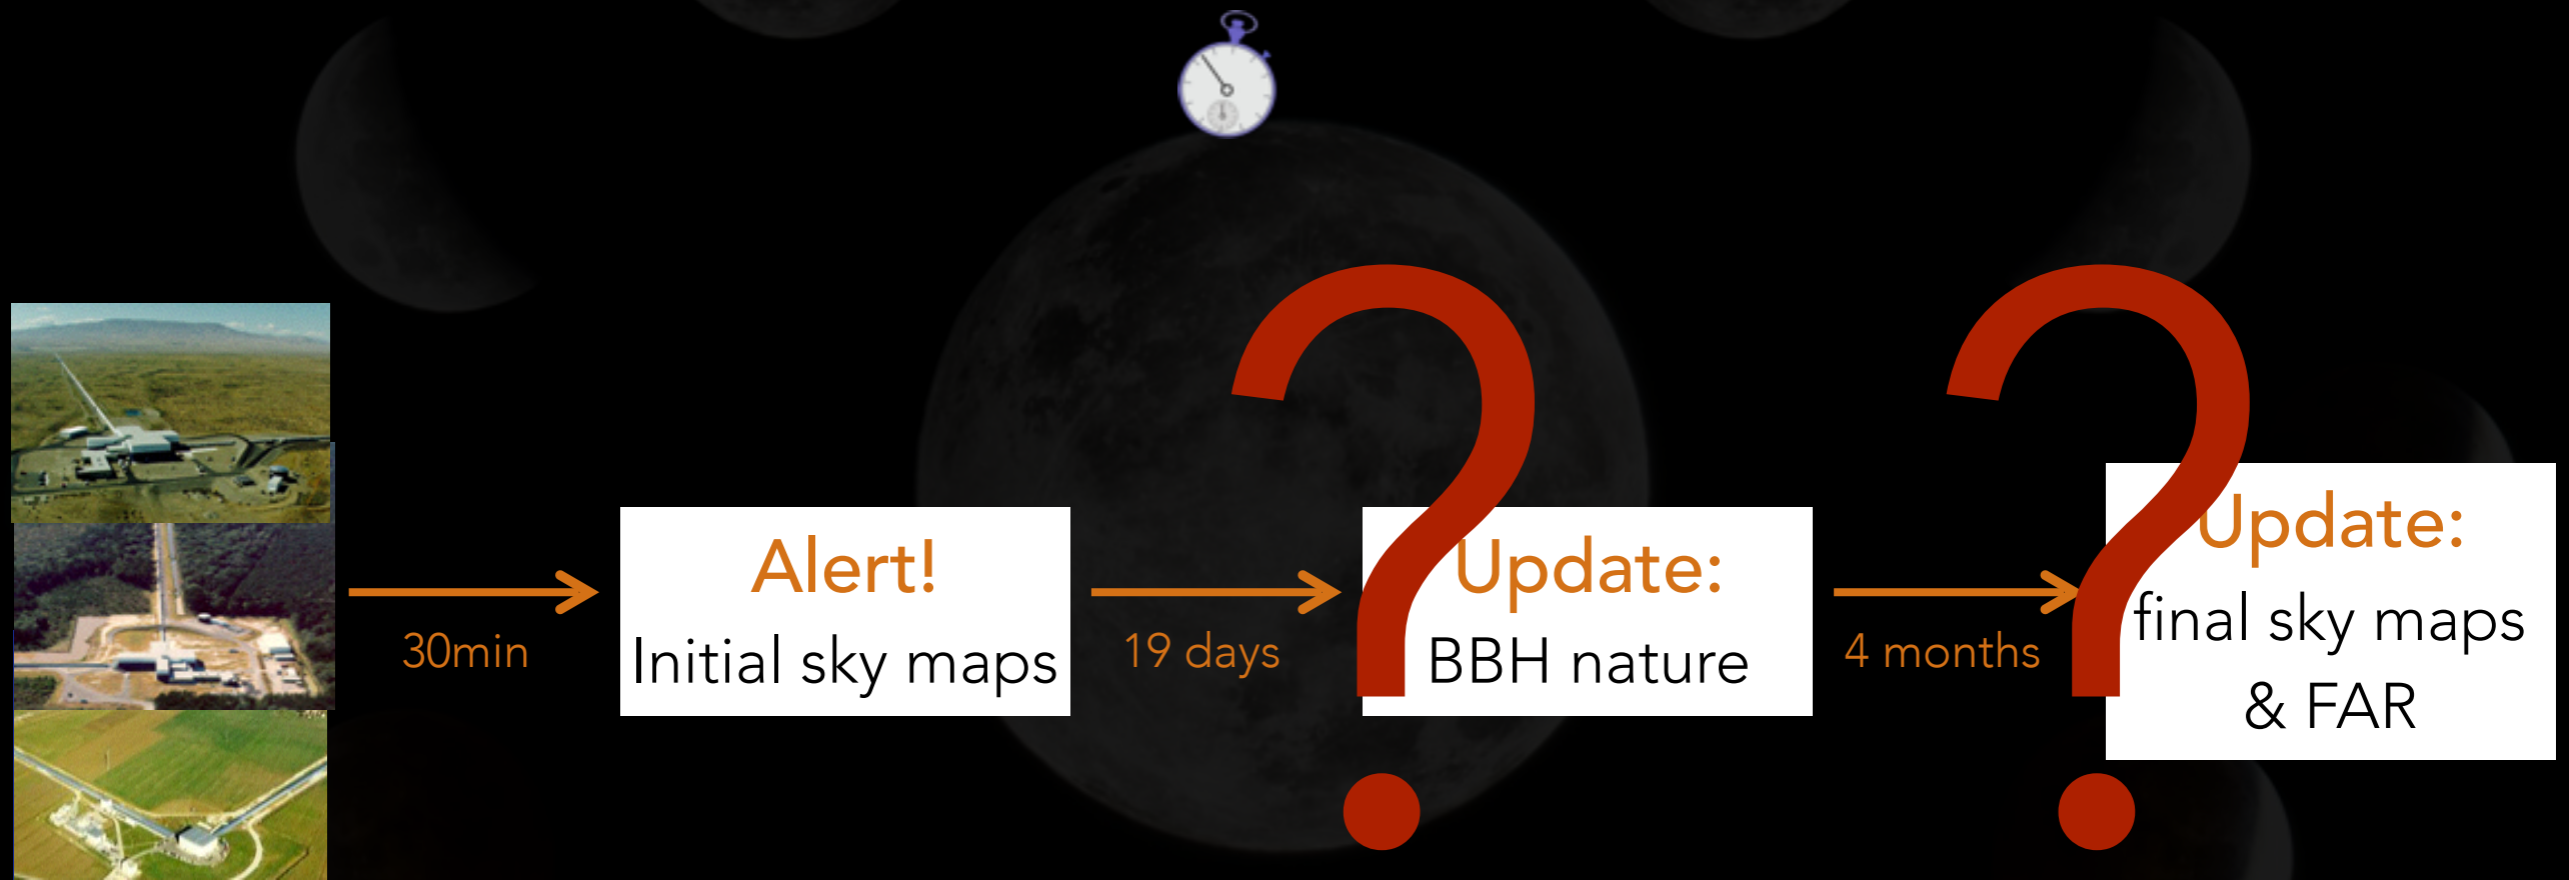 30min
Alert!
Initial sky maps
19 days
?
Update:
BBH nature
4 months
?
Update:
final sky maps
& FAR